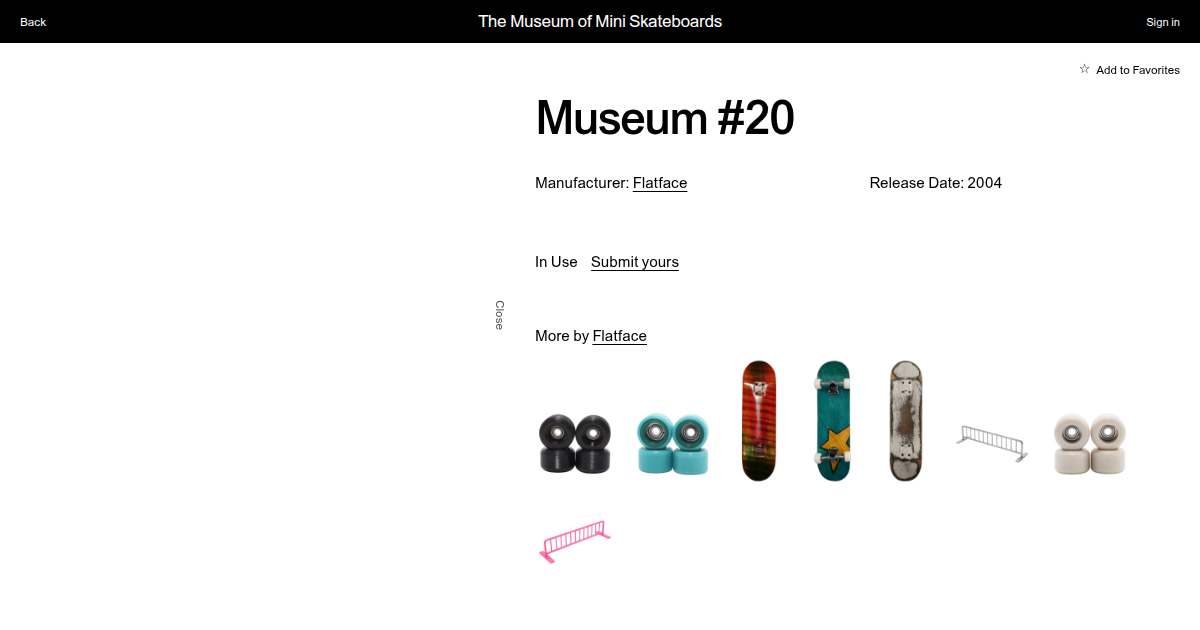 Back
The Museum of Mini Skateboards
Sign in
☆ Add to Favorites
Museum #20
Manufacturer: Flatface
Release Date: 2004
In Use Submit yours
Close
More by Flatface